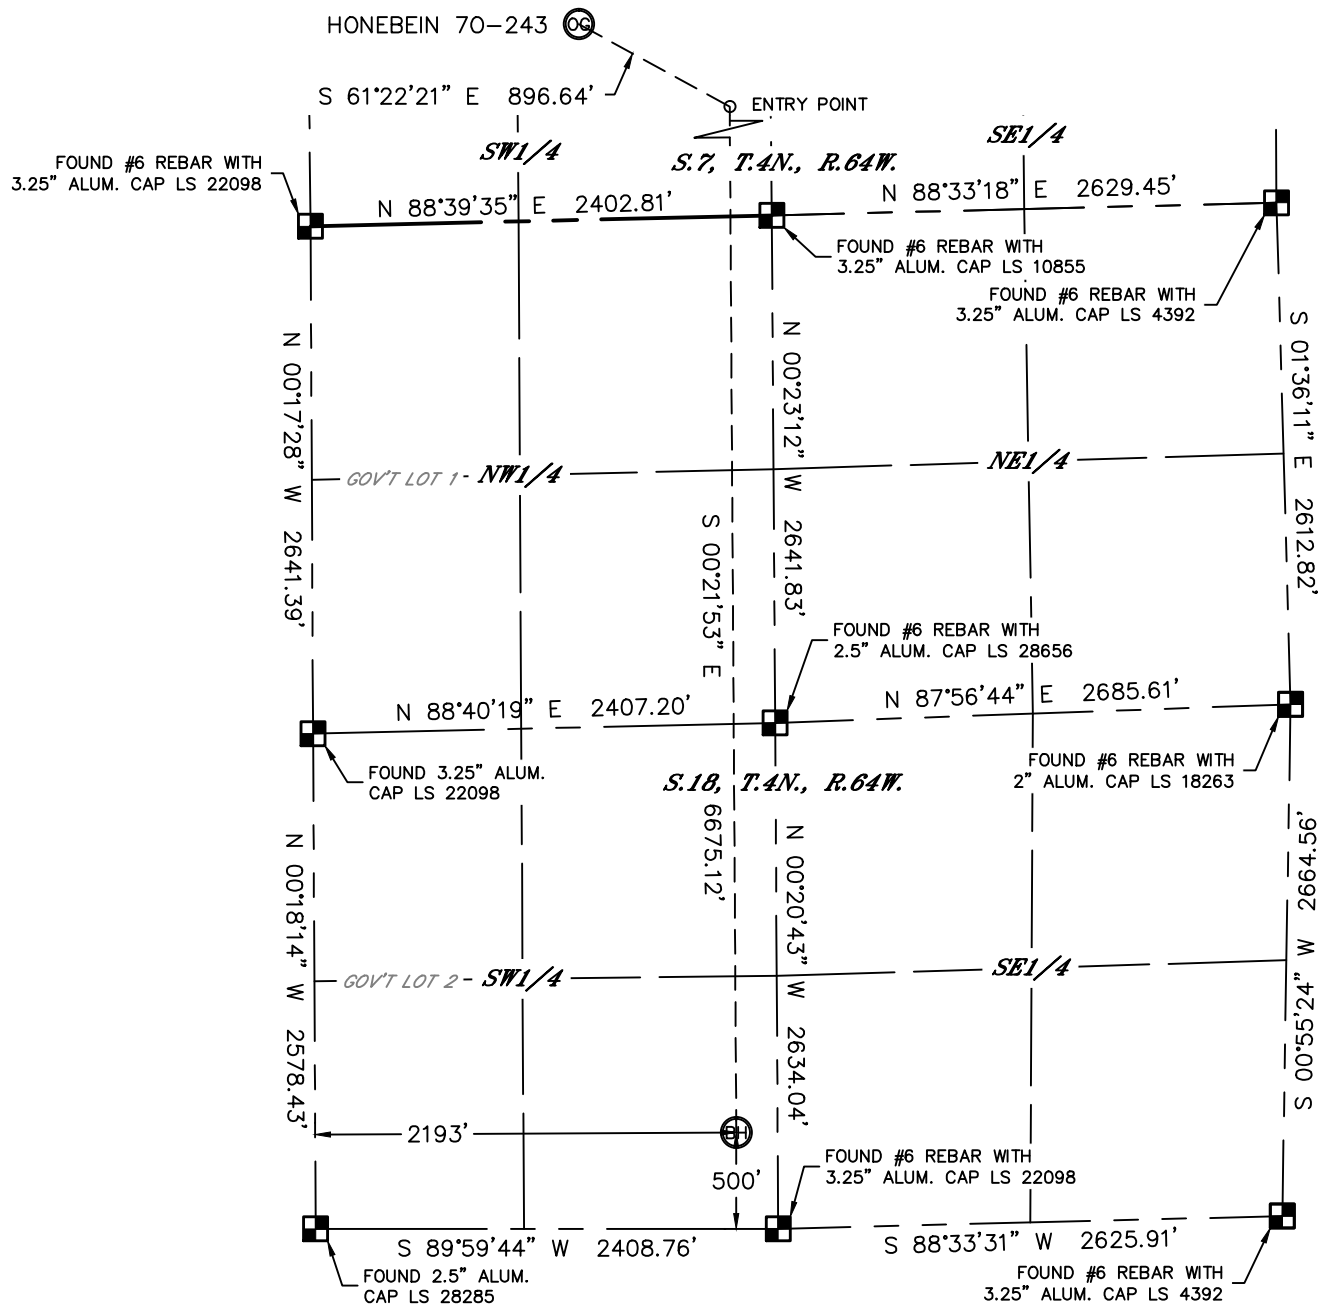 HONEBEIN 70-243 OG
S 61°22'21" E 896.64'
ENTRY POINT
SW1/4
SE1/4
S.7, T.4N., R.64W.
FOUND #6 REBAR WITH
3.25" ALUM. CAP LS 22098
N 88°39'35" E 2402.81'
N 88°33'18" E 2629.45'
FOUND #6 REBAR WITH
3.25" ALUM. CAP LS 10855
FOUND #6 REBAR WITH
3.25" ALUM. CAP LS 4392
N 00°17'28" W 2641.39'
N 00°23'12" W 2641.83'
S 01°36'11" E 2612.82'
GOV'T LOT 1 - NW1/4
NE1/4
S 00°21'53" E 6675.12'
FOUND #6 REBAR WITH
2.5" ALUM. CAP LS 28656
N 88°40'19" E 2407.20'
N 87°56'44" E 2685.61'
FOUND 3.25" ALUM.
CAP LS 22098
S.18, T.4N., R.64W.
FOUND #6 REBAR WITH
2" ALUM. CAP LS 18263
N 00°18'14" W 2578.43'
N 00°20'43" W 2634.04'
S 00°55'24" W 2664.56'
GOV'T LOT 2 - SW1/4
SE1/4
2193'
BH
500'
FOUND #6 REBAR WITH
3.25" ALUM. CAP LS 22098
S 89°59'44" W 2408.76'
S 88°33'31" W 2625.91'
FOUND 2.5" ALUM.
CAP LS 28285
FOUND #6 REBAR WITH
3.25" ALUM. CAP LS 4392